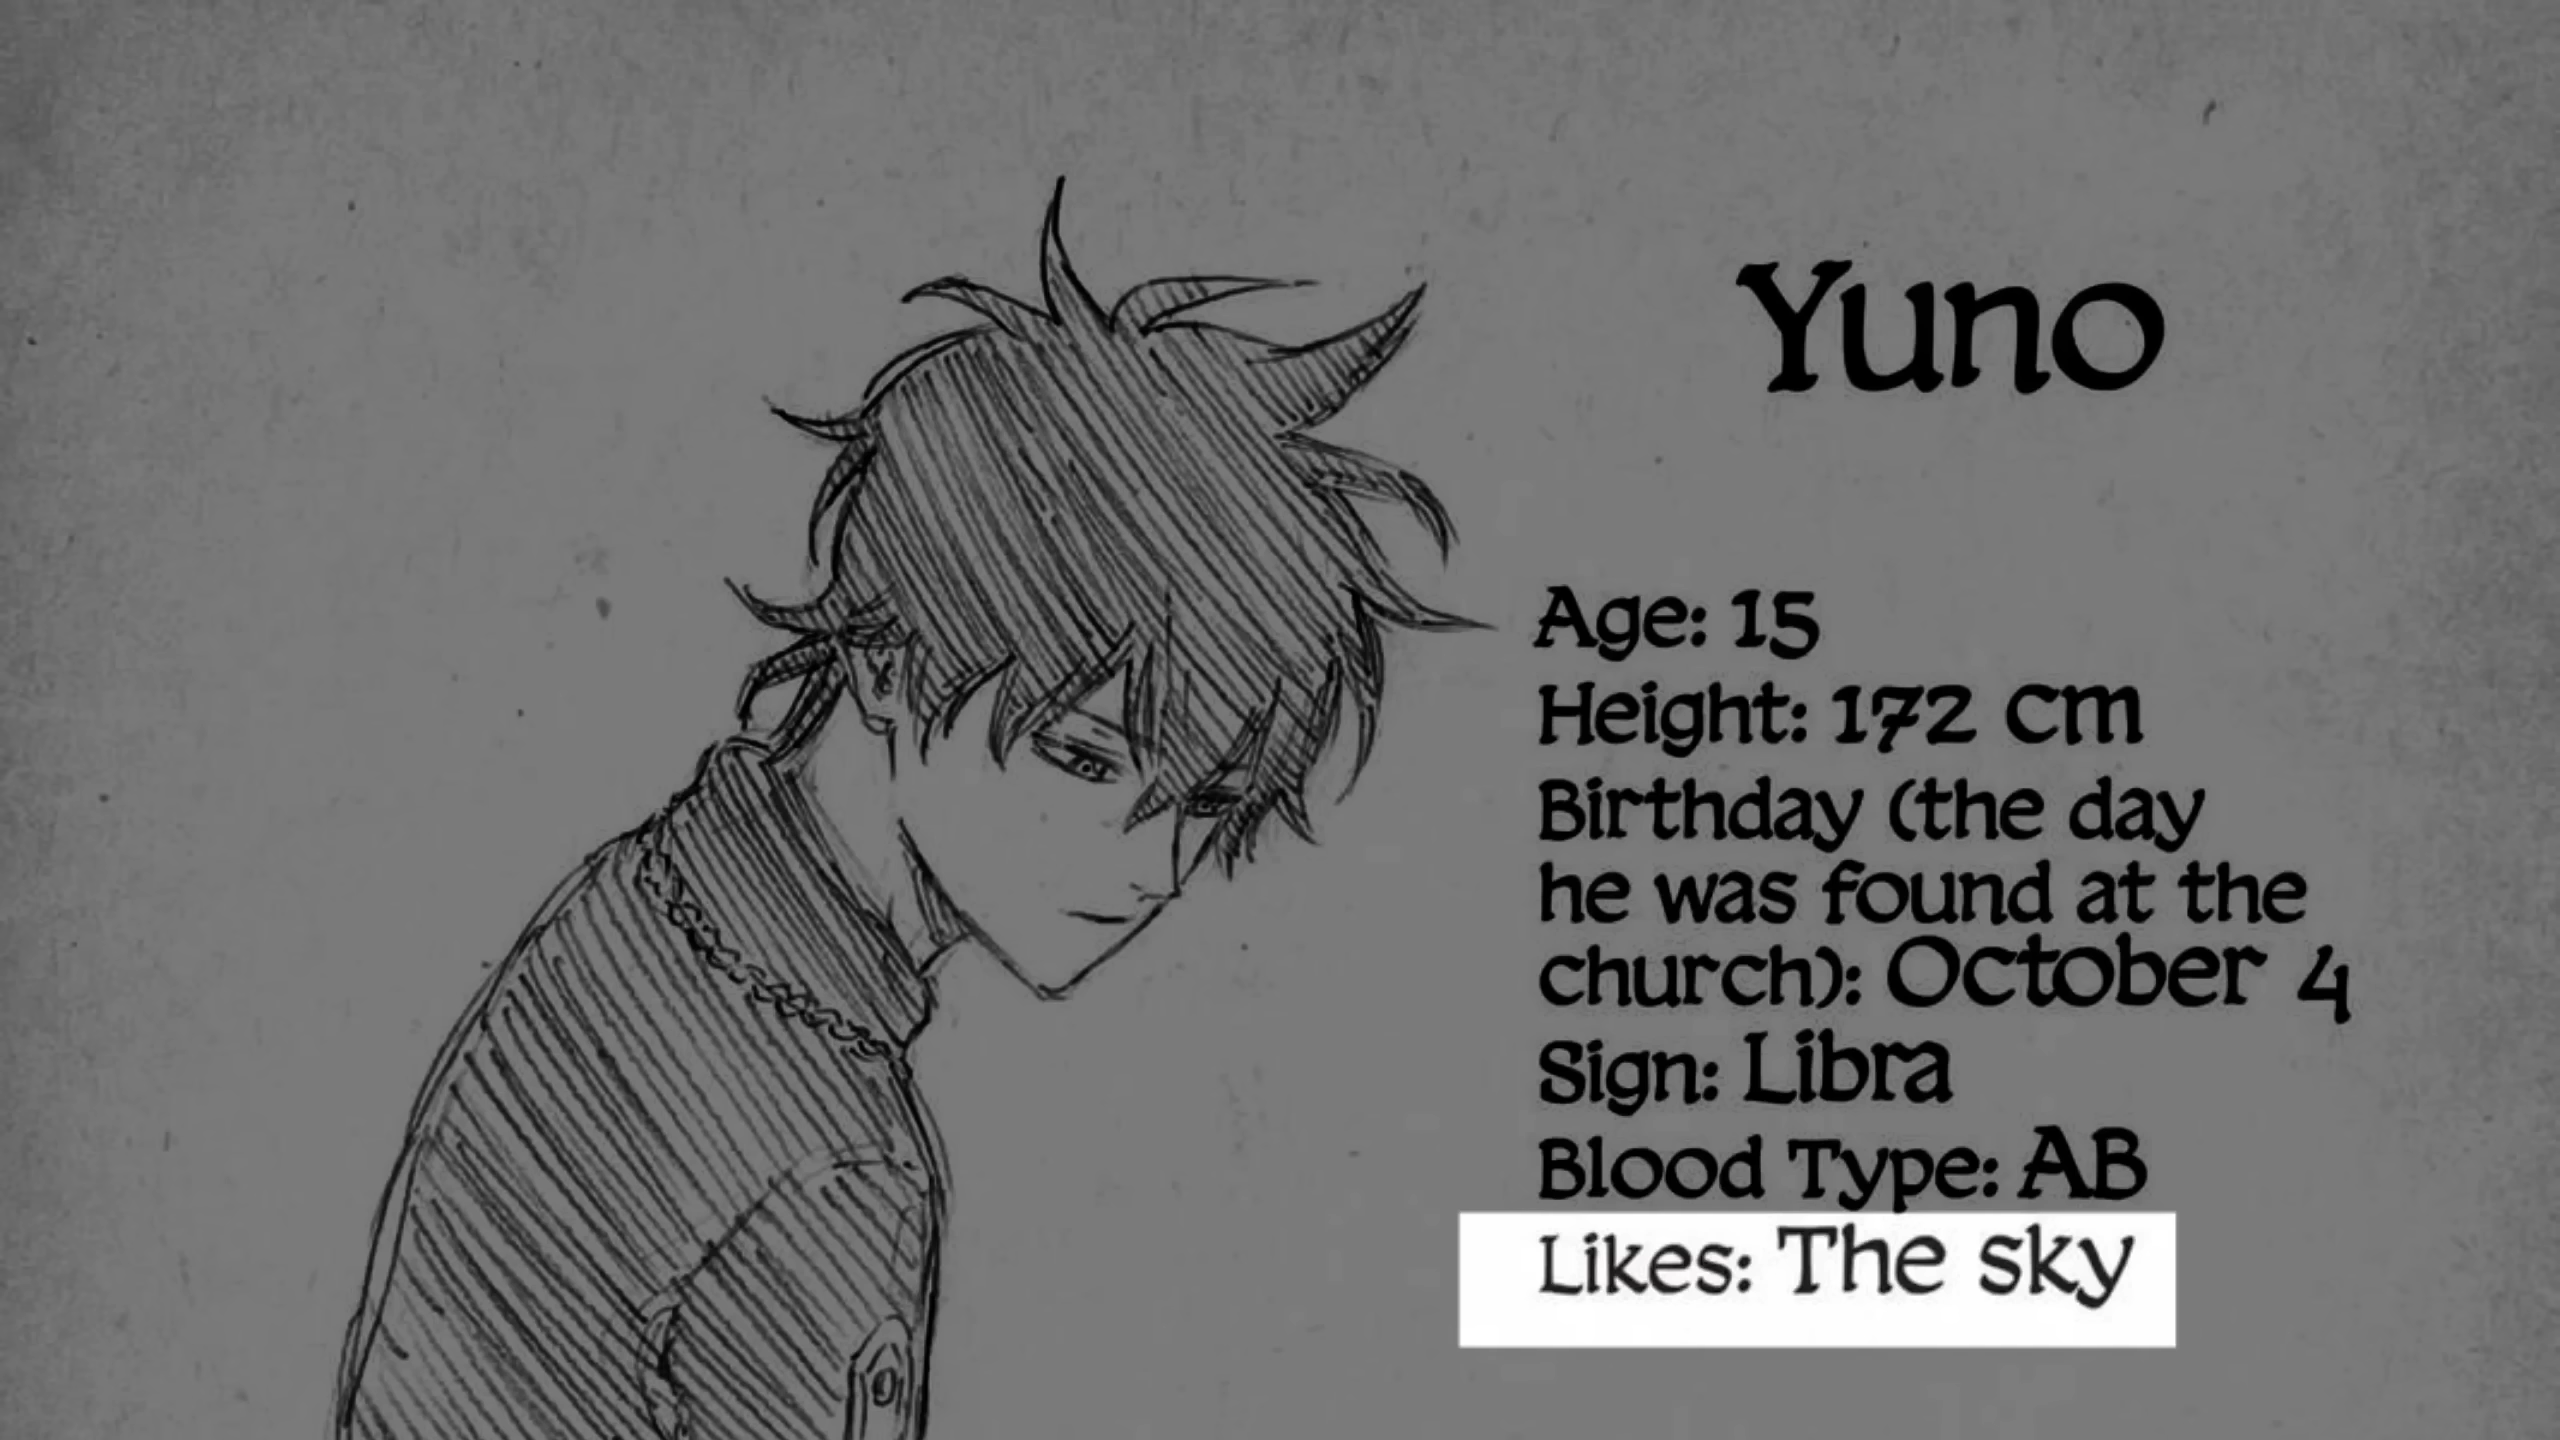 Yuno
Age: 15
Height: 172 cm
Birthday (the day
he was found at the
church): October 4
Sign: Libra
Blood Type: AB
Likes: The sky